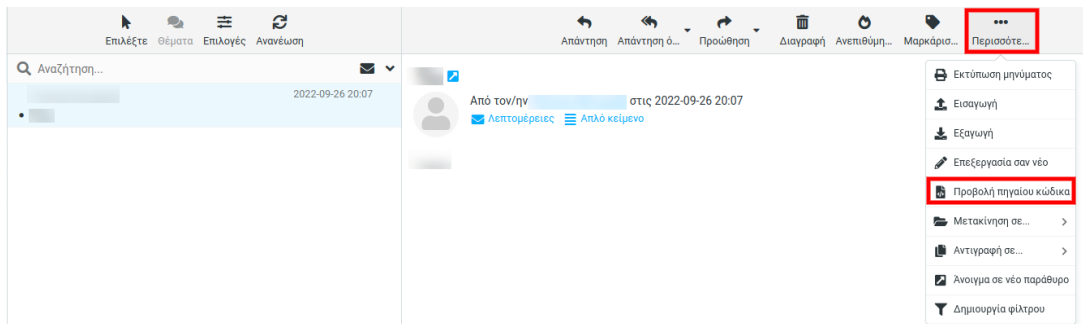 Επιλέξτε Θέματα Επιλογές Ανανέωση
Απάντηση Απάντηση ό... Προώθηση Διαγραφή Ανεπιθύμη... Μαρκάρισ... Περισσότε...
Αναζήτηση...
2022-09-26 20:07
Από τον/ην στις 2022-09-26 20:07
Λεπτομέρειες Απλό κείμενο
Εκτύπωση μηνύματος
Εισαγωγή
Εξαγωγή
Επεξεργασία σαν νέο
Προβολή πηγαίου κώδικα
Μετακίνηση σε...
Αντιγραφή σε...
Άνοιγμα σε νέο παράθυρο
Δημιουργία φίλτρου